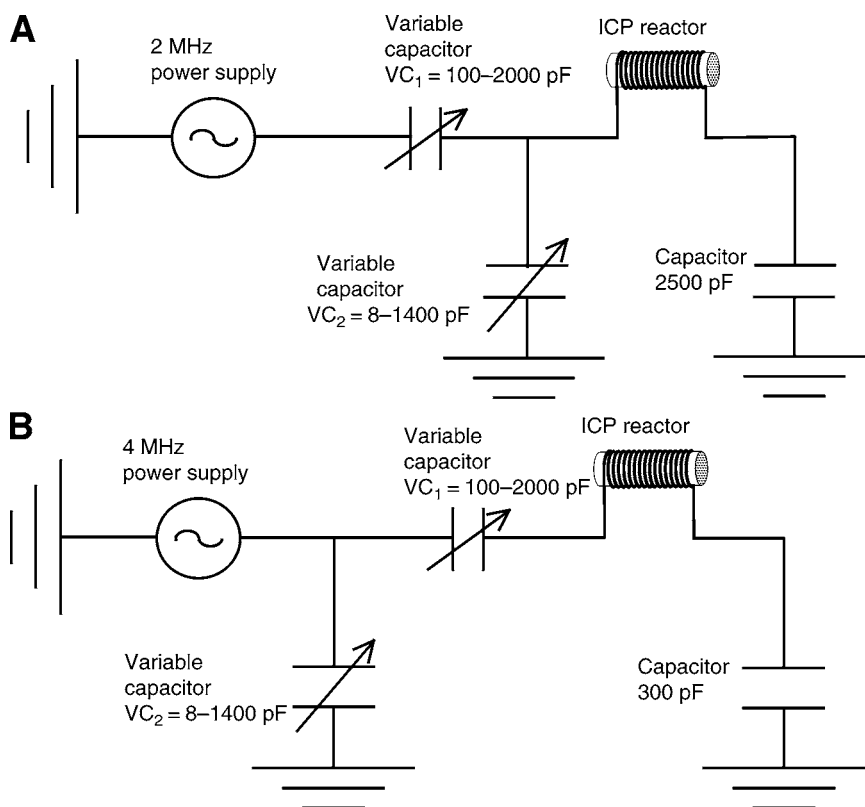 A
2 MHz
power supply
Variable
capacitor
VC₁ = 100–2000 pF
ICP reactor
Variable
capacitor
VC₂ = 8–1400 pF
Capacitor
2500 pF
B
4 MHz
power supply
Variable
capacitor
VC₁ = 100–2000 pF
ICP reactor
Variable
capacitor
VC₂ = 8–1400 pF
Capacitor
300 pF